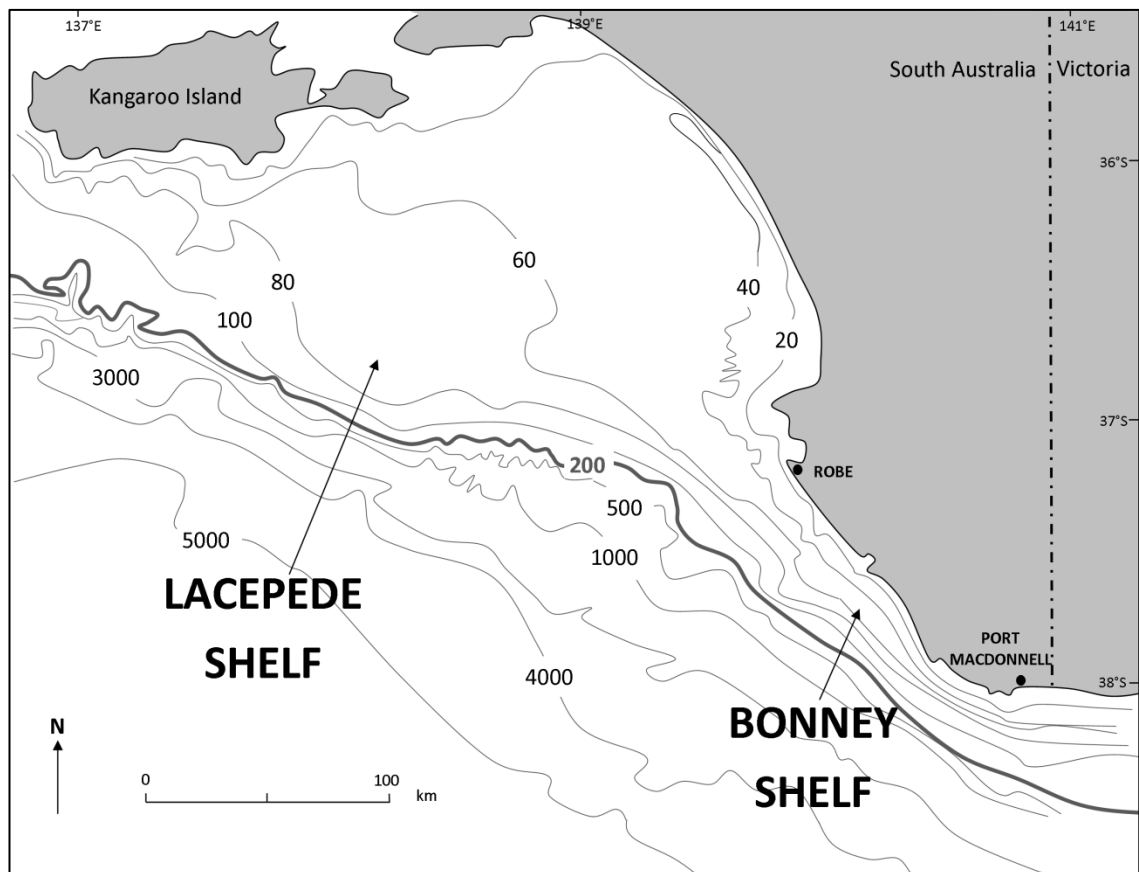 137°E
139°E
141°E
South Australia
Victoria
Kangaroo Island
36°S
60
80
40
100
20
3000
37°S
200
ROBE
500
5000
1000
LACEPEDE
SHELF
PORT
MACDONNELL
4000
38°S
BONNEY
SHELF
N
0
100
km